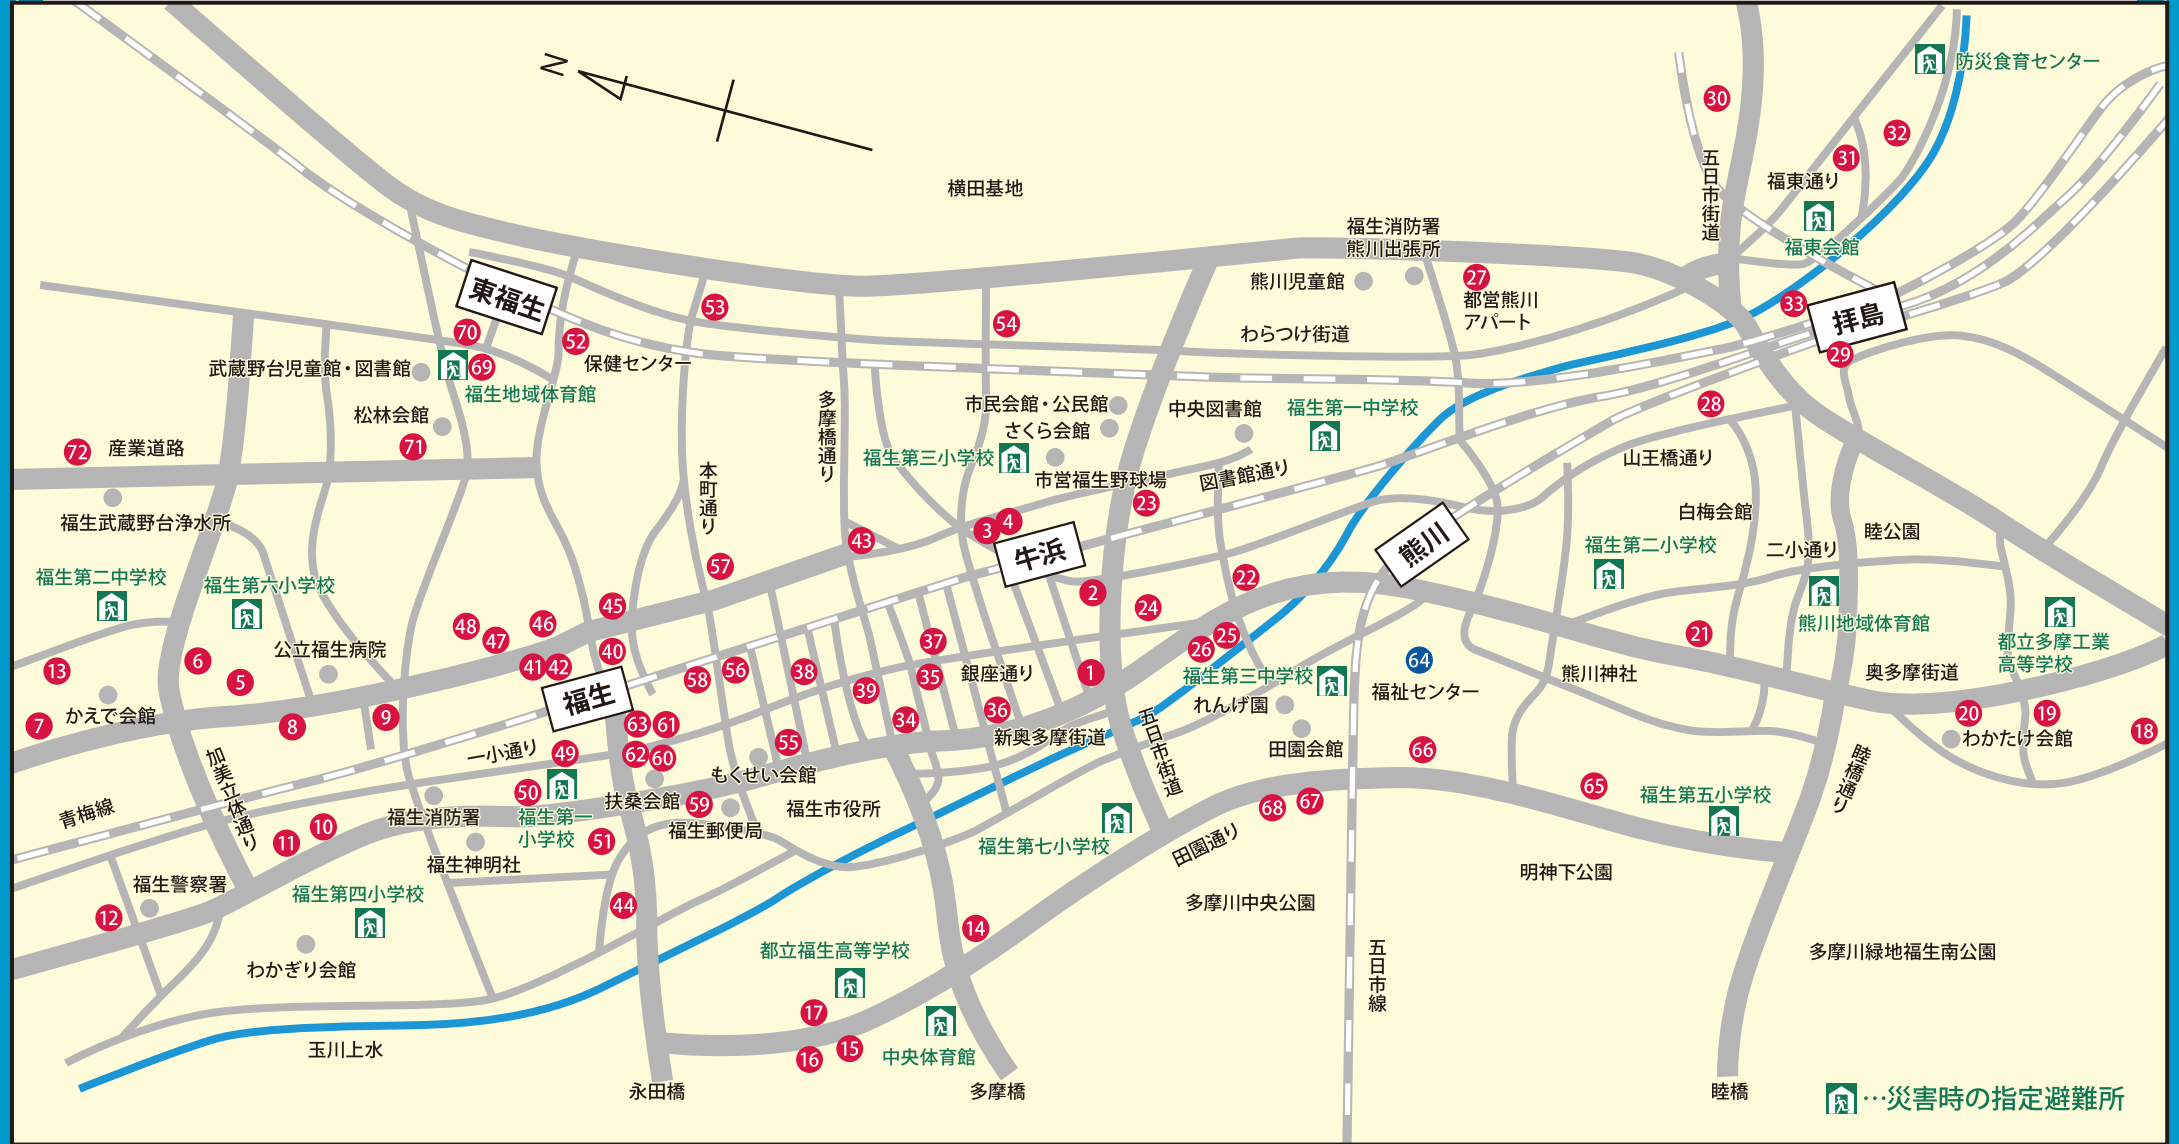 N
防災食育センター
30
32
31
五日市街道
福東通り
横田基地
福東会館
福生消防署
熊川出張所
熊川児童館
27
都営熊川
アパート
33
拝島
29
東福生
53
54
わらつけ街道
70
52
保健センター
武蔵野台児童館・図書館
69
福生地域体育館
松林会館
71
72
産業道路
多摩橋通り
市民会館・公民館
さくら会館
中央図書館
福生第一中学校
28
福生第三小学校
市営福生野球場
図書館通り
山王橋通り
本町通り
23
白梅会館
福生武蔵野台浄水所
3
4
43
牛浜
熊川
睦公園
福生第二小学校
二小通り
福生第二中学校
福生第六小学校
57
22
2
24
45
46
48
47
熊川地域体育館
都立多摩工業
高等学校
公立福生病院
25
26
37
21
13
6
5
41
42
40
58
56
38
39
35
銀座通り
1
福生第三中学校
64
福祉センター
熊川神社
奥多摩街道
福生
れんげ園
7
かえで会館
8
9
63
61
34
36
五日市街道
20
19
18
わかたけ会館
加美立体通り
一小通り
49
62
60
55
新奥多摩街道
田園会館
66
もくせい会館
睦橋通り
青梅線
50
扶桑会館
59
福生市役所
68
67
65
福生第五小学校
福生消防署
福生第一
小学校
福生郵便局
11
10
51
福生第七小学校
田園通り
福生神明社
福生警察署
明神下公園
福生第四小学校
12
44
14
多摩川中央公園
わかぎり会館
都立福生高等学校
五日市線
多摩川緑地福生南公園
17
16
15
中央体育館
玉川上水
永田橋
多摩橋
睦橋
…災害時の指定避難所